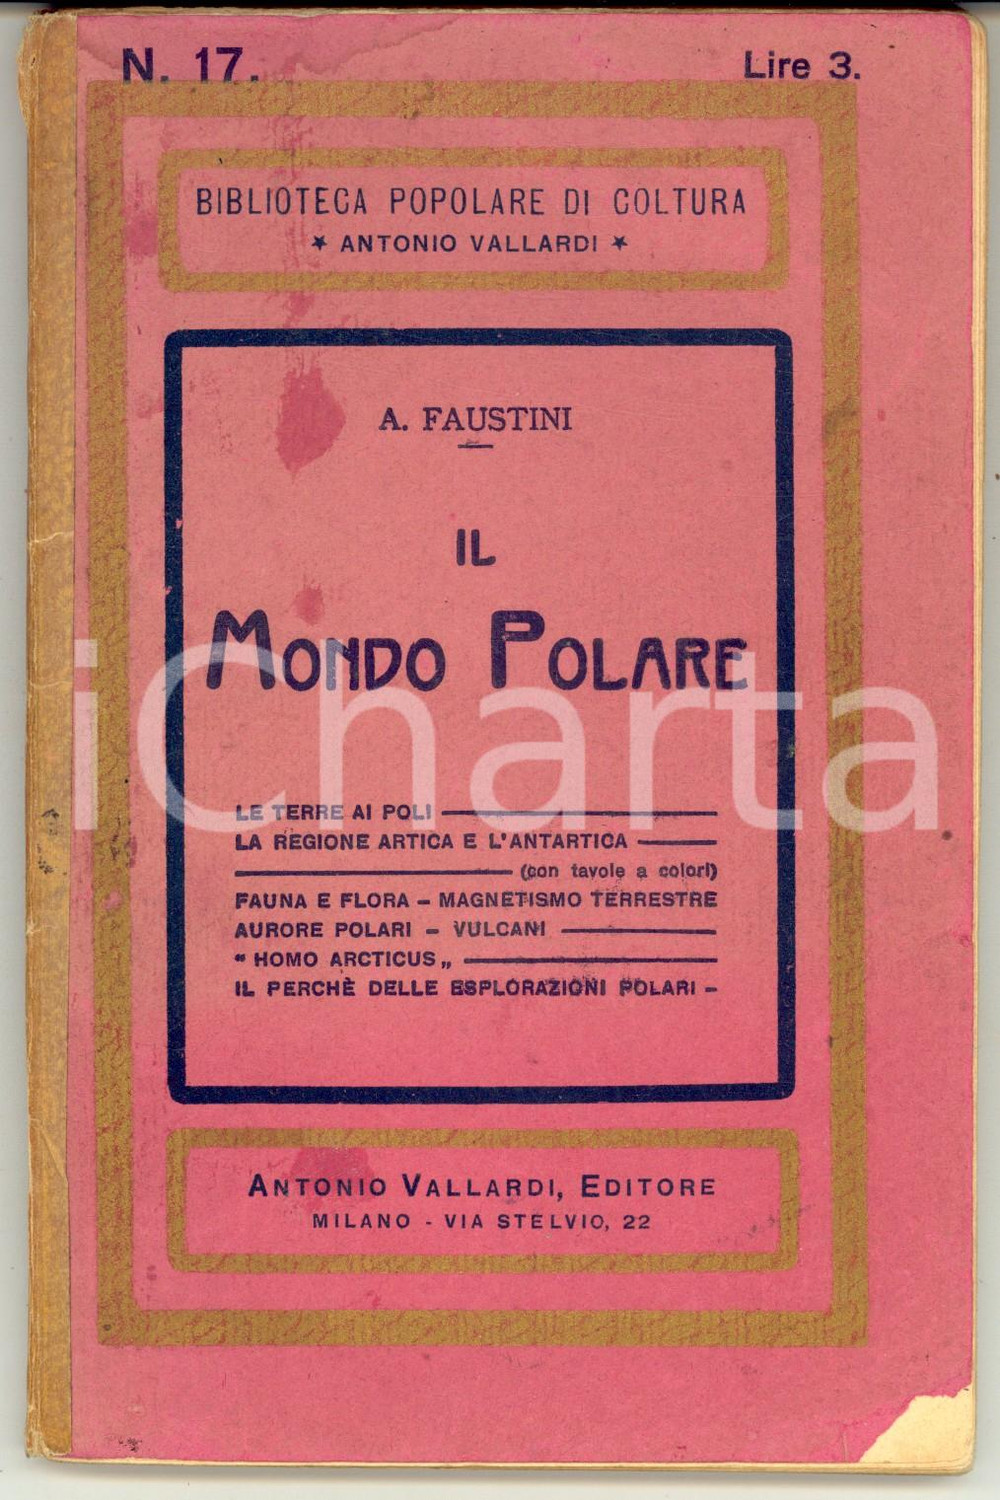 N. 17.
Lire 3.
BIBLIOTECA POPOLARE DI COLTURA
★ ANTONIO VALLARDI ★
A. FAUSTINI
IL
MONDO POLARE
iCharta
LE TERRE AI POLI
LA REGIONE ARTICA E L'ANTARTICA
(con tavole a colori)
FAUNA E FLORA - MAGNETISMO TERRESTRE
AURORE POLARI - VULCANI
" HOMO ARCTICUS „
IL PERCHÈ DELLE ESPLORAZIONI POLARI -
ANTONIO VALLARDI, EDITORE
MILANO - VIA STELVIO, 22